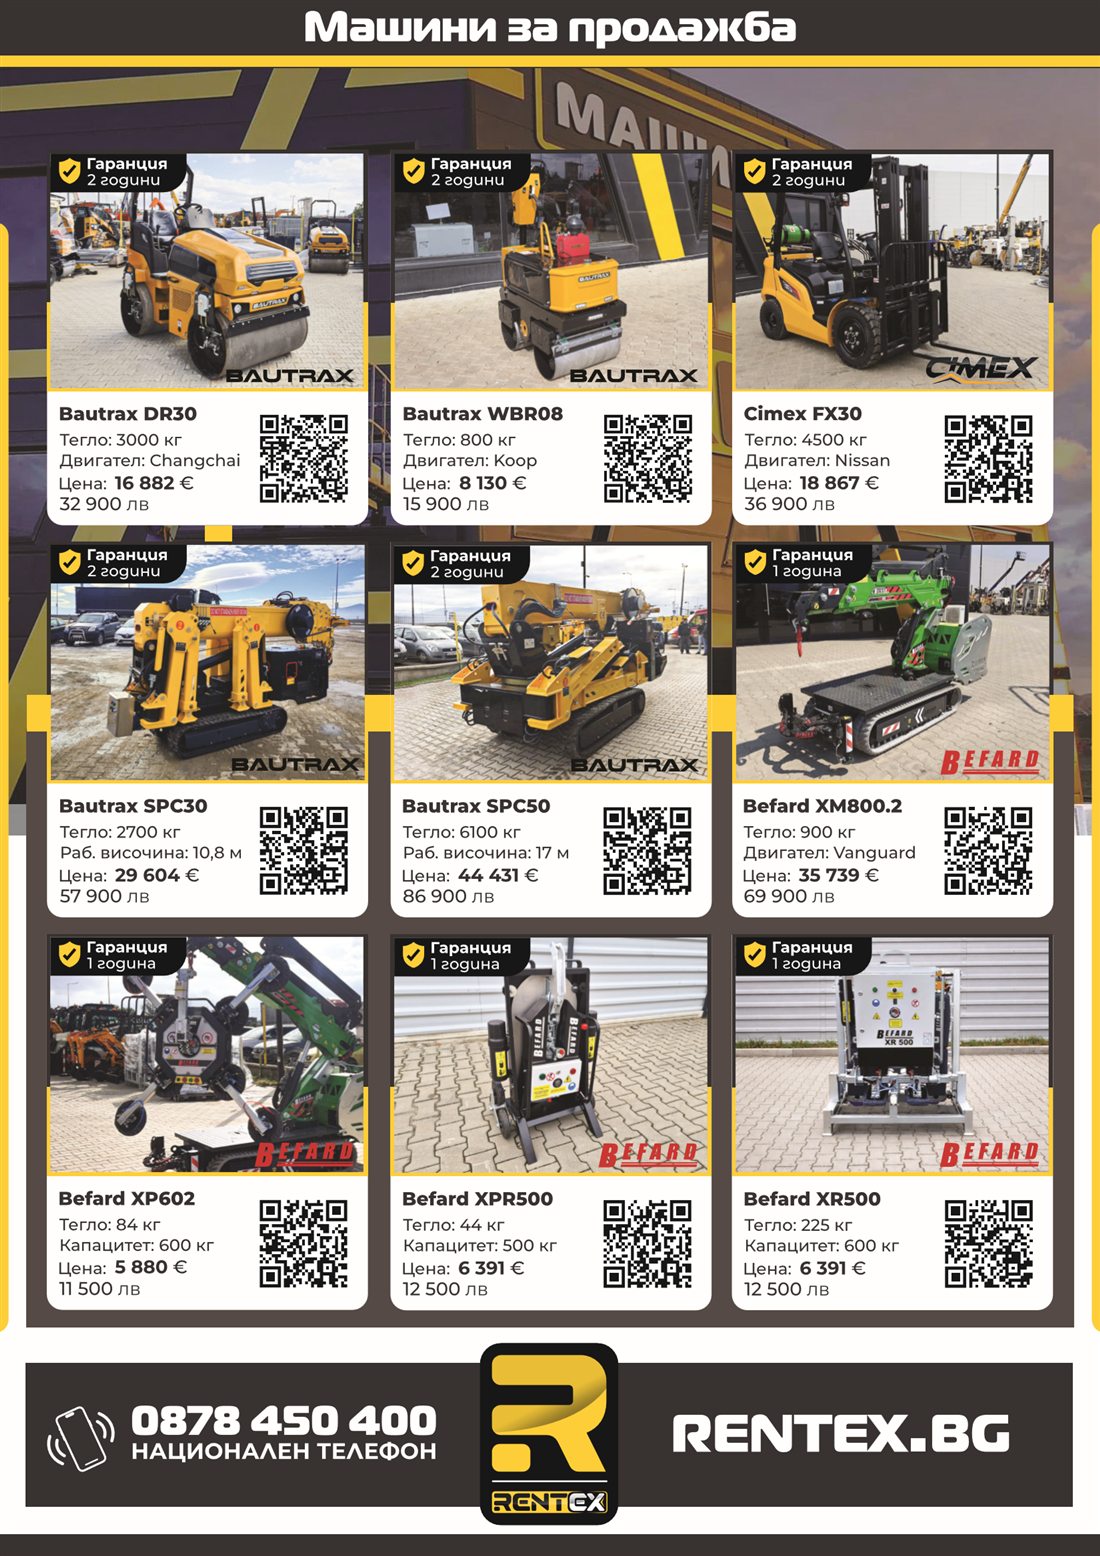 Машини за продажба
МАШИНИ
Гаранция
2 години
BAUTRAX
BAUTRAX
Bautrax DR30
Тегло: 3000 кг
Двигател: Changchai
Цена: 16 882 €
32 900 лв
Гаранция
2 години
BAUTRAX
BAUTRAX
Bautrax WBR08
Тегло: 800 кг
Двигател: Koop
Цена: 8 130 €
15 900 лв
Гаранция
2 години
CIMEX
Cimex FX30
Тегло: 4500 кг
Двигател: Nissan
Цена: 18 867 €
36 900 лв
Гаранция
2 години
BAUTRAX
Bautrax SPC30
Тегло: 2700 кг
Раб. височина: 10,8 м
Цена: 29 604 €
57 900 лв
Гаранция
2 години
BAUTRAX
Bautrax SPC50
Тегло: 6100 кг
Раб. височина: 17 м
Цена: 44 431 €
86 900 лв
Гаранция
1 година
BEFARD
Befard XM800.2
Тегло: 900 кг
Двигател: Vanguard
Цена: 35 739 €
69 900 лв
Гаранция
1 година
BEFARD
Befard XP602
Тегло: 84 кг
Капацитет: 600 кг
Цена: 5 880 €
11 500 лв
Гаранция
1 година
BEFARD
BEFARD
BEFARD
Befard XPR500
Тегло: 44 кг
Капацитет: 500 кг
Цена: 6 391 €
12 500 лв
Гаранция
1 година
BEFARD
XR 500
BEFARD
Befard XR500
Тегло: 225 кг
Капацитет: 600 кг
Цена: 6 391 €
12 500 лв
0878 450 400
НАЦИОНАЛЕН ТЕЛЕФОН
RENTEX
RENTEX.BG